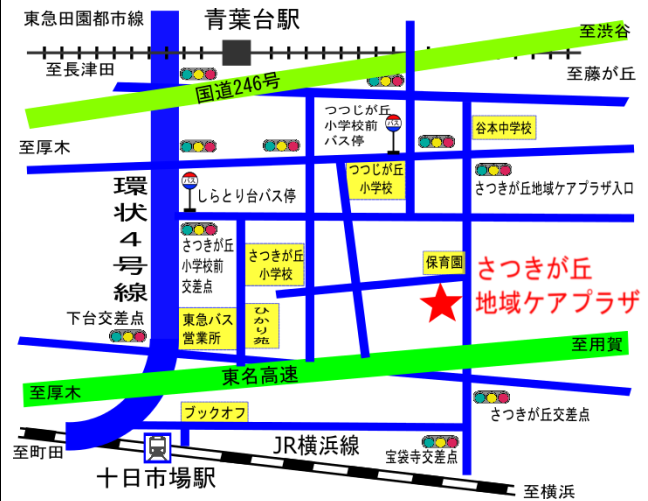 東急田園都市線
青葉台駅
至渋谷
至長津田
至藤が丘
国道246号
つつじが丘
小学校前
バス停
バス
谷本中学校
至厚木
つつじが丘
小学校
さつきが丘地域ケアプラザ入口
バス
しらとり台バス停
環状4号線
さつきが丘
小学校前
交差点
さつきが丘
小学校
保育園
さつきが丘
地域ケアプラザ
下台交差点
東急バス
営業所
ひかり苑
至用賀
東名高速
至厚木
ブックオフ
さつきが丘交差点
至町田
JR横浜線
宝袋寺交差点
十日市場駅
至横浜